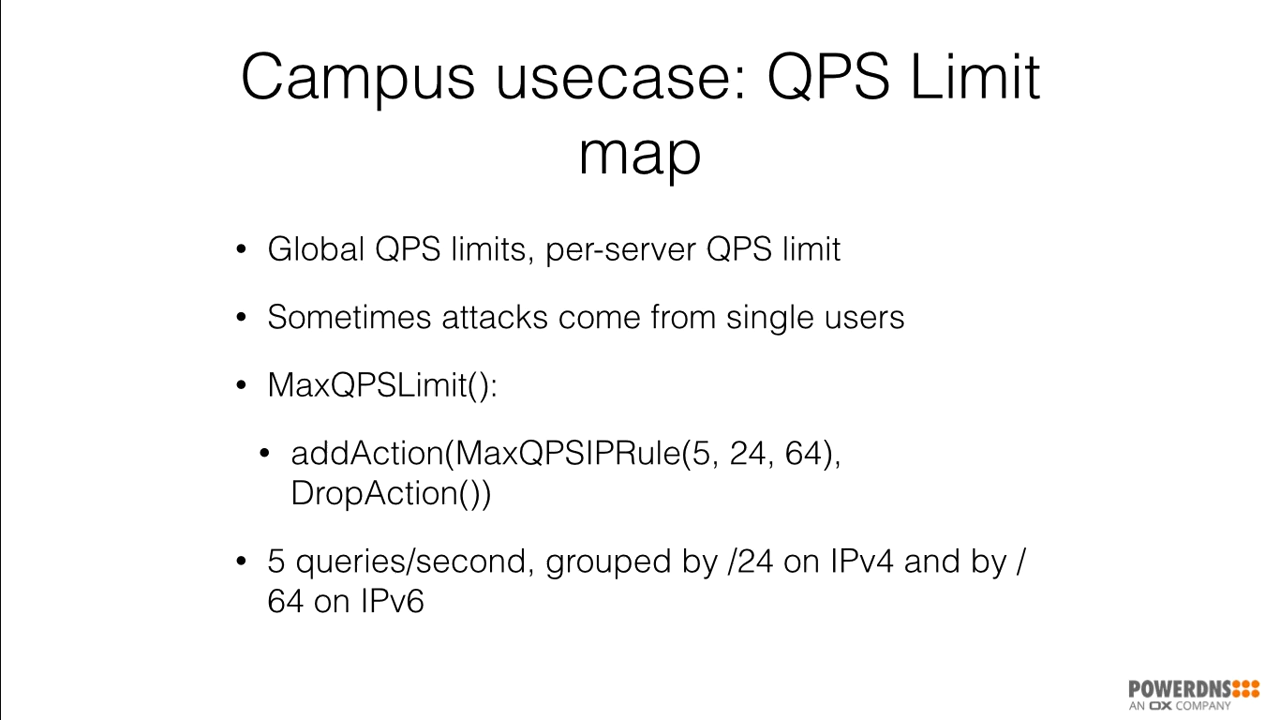 Campus usecase: QPS Limit
map
• Global QPS limits, per-server QPS limit
• Sometimes attacks come from single users
• MaxQPSLimit():
• addAction(MaxQPSIPRule(5, 24, 64),
DropAction())
• 5 queries/second, grouped by /24 on IPv4 and by /
64 on IPv6
POWERDNS
AN OX COMPANY